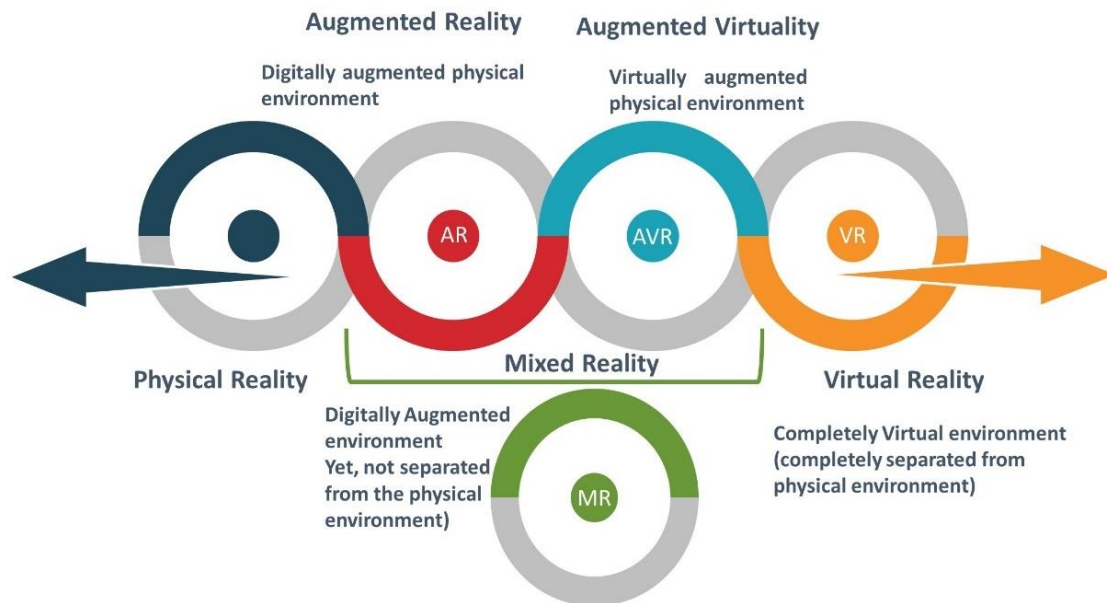 Augmented Reality
Augmented Virtuality
Digitally augmented physical
environment
Virtually augmented
physical environment
AR
AVR
VR
Mixed Reality
Physical Reality
Virtual Reality
Digitally Augmented
environment
Yet, not separated
from the physical
environment)
Completely Virtual environment
(completely separated from
physical environment)
MR